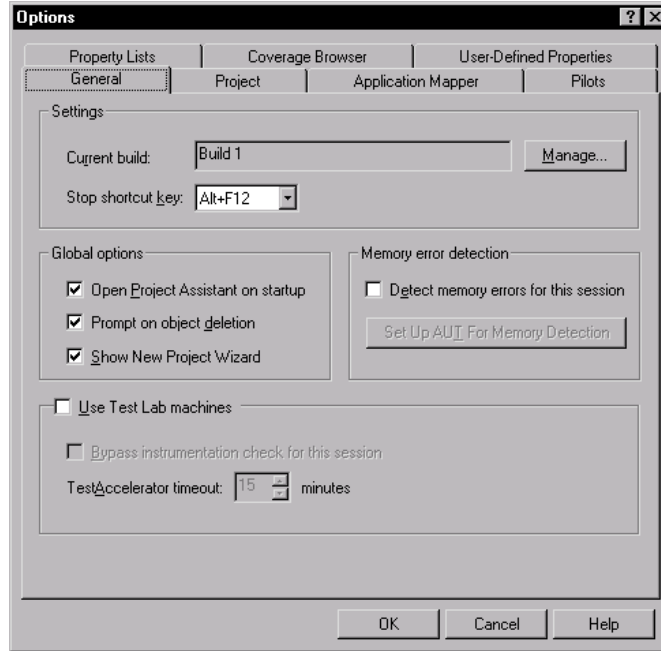 Options
Property Lists Coverage Browser User-Defined Properties
General Project Application Mapper Pilots
Settings
Current build: Build 1 Manage...
Stop shortcut key: Alt+F12
Global options
Open Project Assistant on startup
Prompt on object deletion
Show New Project Wizard
Memory error detection
Detect memory errors for this session
Set Up AUT For Memory Detection
Use Test Lab machines
Bypass instrumentation check for this session
TestAccelerator timeout: 15 minutes
OK Cancel Help